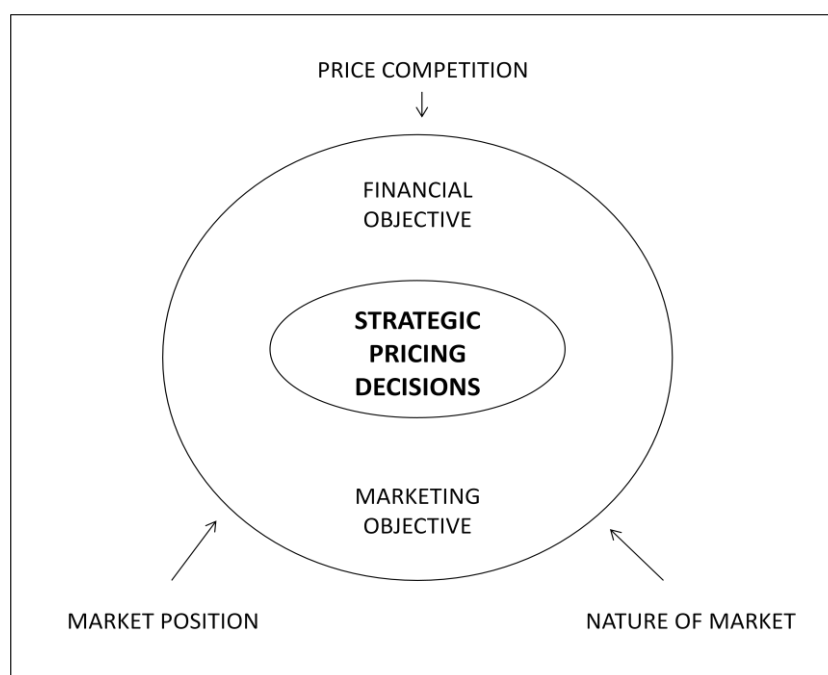 PRICE COMPETITION
FINANCIAL
OBJECTIVE
STRATEGIC
PRICING
DECISIONS
MARKETING
OBJECTIVE
MARKET POSITION
NATURE OF MARKET